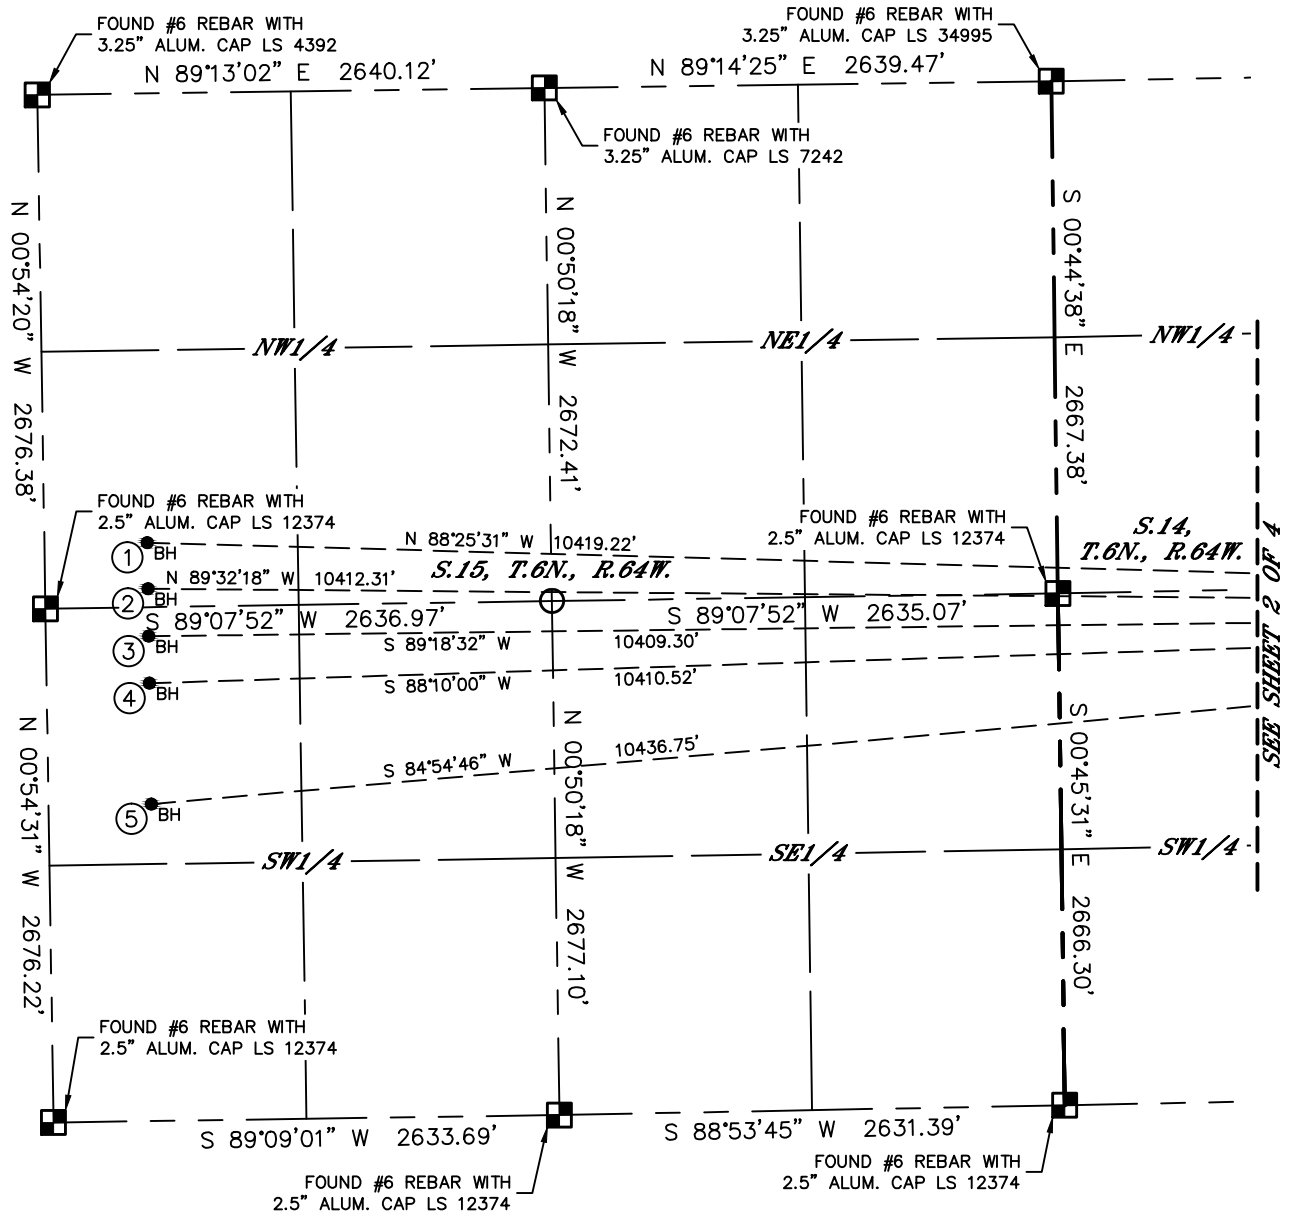 FOUND #6 REBAR WITH
3.25" ALUM. CAP LS 4392
FOUND #6 REBAR WITH
3.25" ALUM. CAP LS 34995
N 89°13'02" E 2640.12'
N 89°14'25" E 2639.47'
FOUND #6 REBAR WITH
3.25" ALUM. CAP LS 7242
N 00°54'20" W 2676.38'
N 00°50'18" W 2672.41'
S 00°44'38" E 2667.38'
NW1/4
NE1/4
NW1/4
FOUND #6 REBAR WITH
2.5" ALUM. CAP LS 12374
FOUND #6 REBAR WITH
2.5" ALUM. CAP LS 12374
S.14,
T.6N., R.64W.
1
BH
N 88°25'31" W 10419.22'
S.15, T.6N., R.64W.
2
BH
N 89°32'18" W 10412.31'
S 89°07'52" W 2636.97'
S 89°07'52" W 2635.07'
3
BH
S 89°18'32" W 10409.30'
4
BH
S 88°10'00" W 10410.52'
SEE SHEET 2 OF 4
5
BH
S 84°54'46" W 10436.75'
N 00°54'31" W 2676.22'
N 00°50'18" W 2677.10'
S 00°45'31" E 2666.30'
SW1/4
SE1/4
SW1/4
FOUND #6 REBAR WITH
2.5" ALUM. CAP LS 12374
S 89°09'01" W 2633.69'
S 88°53'45" W 2631.39'
FOUND #6 REBAR WITH
2.5" ALUM. CAP LS 12374
FOUND #6 REBAR WITH
2.5" ALUM. CAP LS 12374